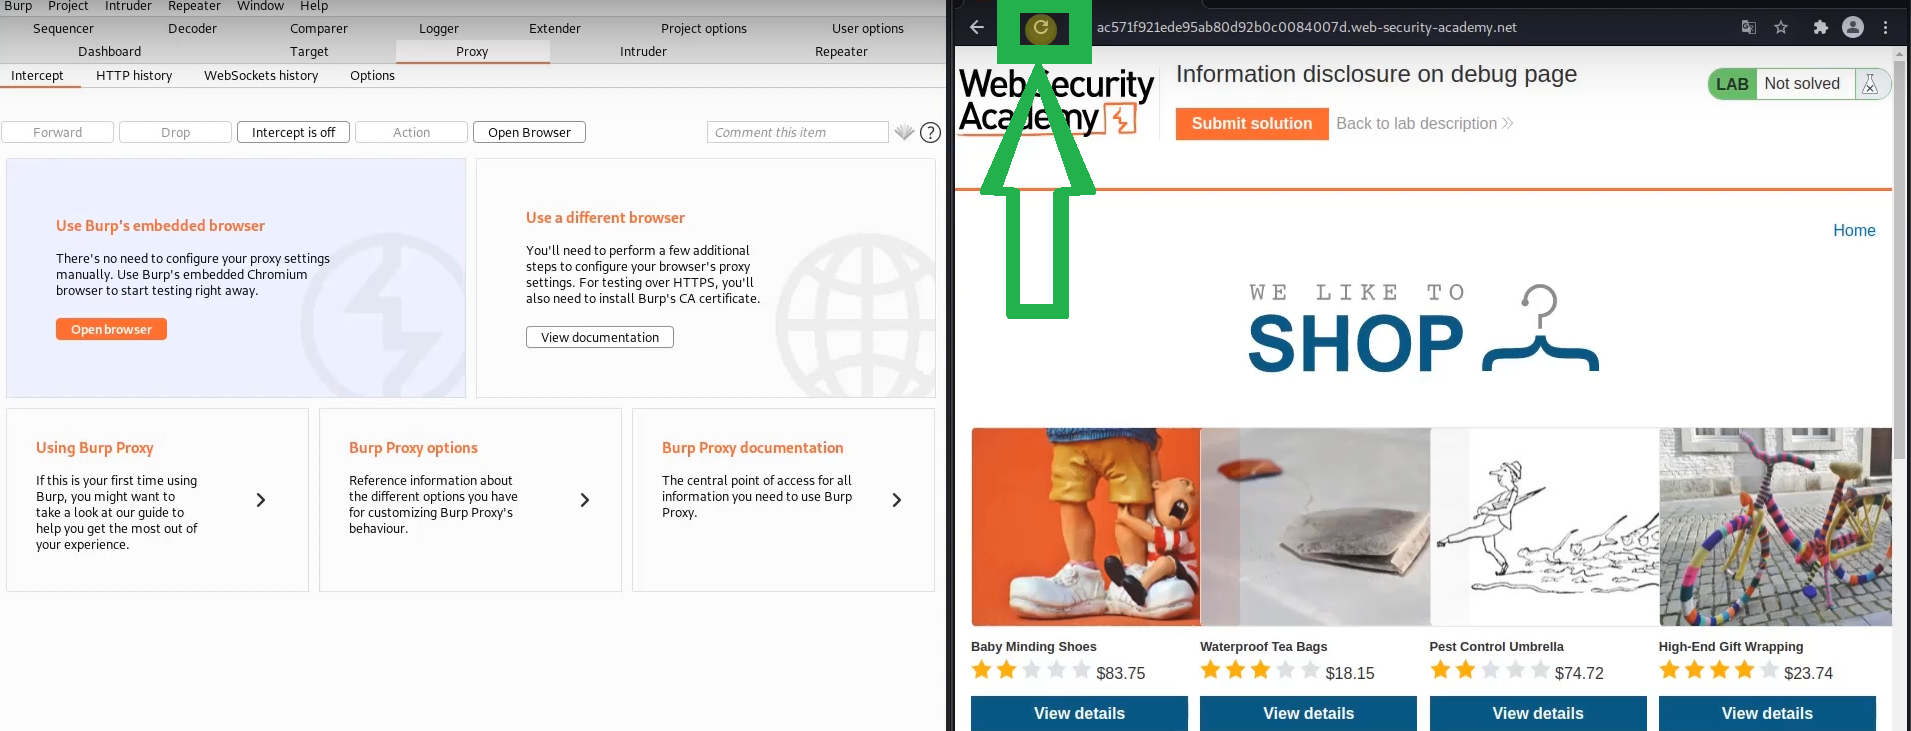 Burp Project Intruder Repeater Window Help
Sequencer Decoder Comparer Logger Extender Project options User options
Dashboard Target Proxy Intruder Repeater
Intercept HTTP history WebSockets history Options
Forward Drop Intercept is off Action Open Browser Comment this item ?
Use Burp's embedded browser
There's no need to configure your proxy settings
manually. Use Burp's embedded Chromium
browser to start testing right away.
Open browser
Use a different browser
You'll need to perform a few additional
steps to configure your browser's proxy
settings. For testing over HTTPS, you'll
also need to install Burp's CA certificate.
View documentation
Using Burp Proxy
If this is your first time using
Burp, you might want to
take a look at our guide to
help you get the most out of
your experience.
Burp Proxy options
Reference information about
the different options you have
for customizing Burp Proxy's
behaviour.
Burp Proxy documentation
The central point of access for all
information you need to use Burp
Proxy.
ac571f921ede95ab80d92b0c0084007d.web-security-academy.net
Web Security
Academy
Information disclosure on debug page
Submit solution Back to lab description
LAB Not solved
Home
WE LIKE TO
SHOP
Baby Minding Shoes
$83.75
View details
Waterproof Tea Bags
$18.15
View details
Pest Control Umbrella
$74.72
View details
High-End Gift Wrapping
$23.74
View details